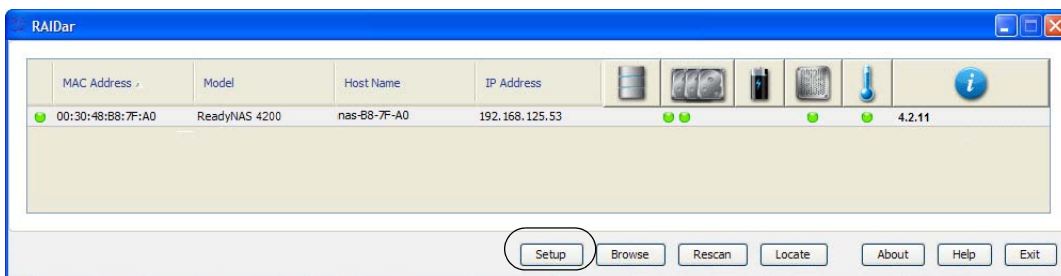 RAIDar
MAC Address Model Host Name IP Address
00:30:48:B8:7F:A0 ReadyNAS 4200 nas-B8-7F-A0 192.168.125.53 4.2.11
Setup Browse Rescan Locate About Help Exit